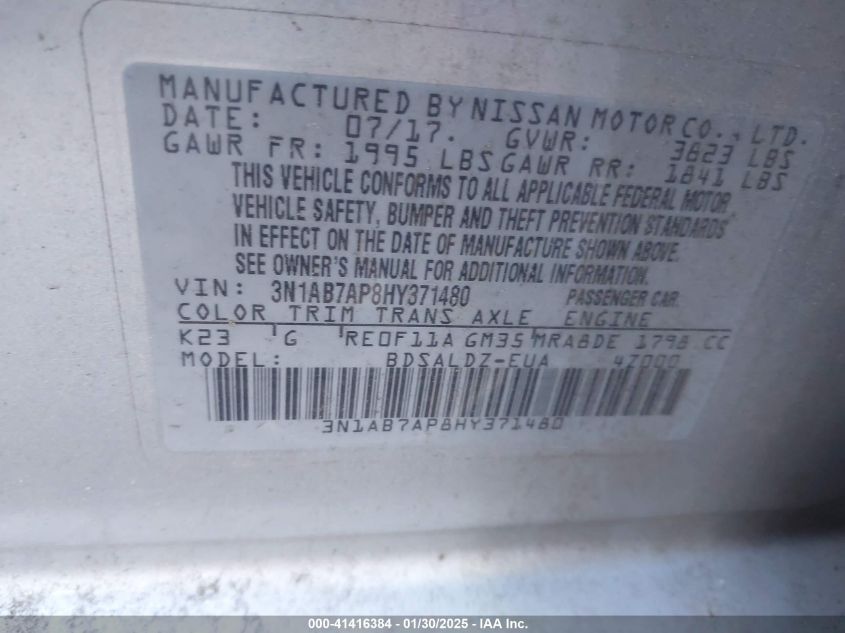 MANUFACTURED BY NISSAN MOTOR CO., LTD.
DATE: 07/17. GVWR: 3823 LBS
GAWR FR: 1995 LBS GAWR RR: 1841 LBS
THIS VEHICLE CONFORMS TO ALL APPLICABLE FEDERAL MOTOR
VEHICLE SAFETY, BUMPER AND THEFT PREVENTION STANDARDS
IN EFFECT ON THE DATE OF MANUFACTURE SHOWN ABOVE.
SEE OWNER'S MANUAL FOR ADDITIONAL INFORMATION.
VIN: 3N1AB7AP8HY371480 PASSENGER CAR
COLOR TRIM TRANS AXLE ENGINE
K23 G RE0F11A GM35 MRA8DE 1798 CC
MODEL: BDSALDZ-EUA 4Z000
3N1AB7AP8HY371480
000-41416384 | 01/30/2025 - IAA Inc.